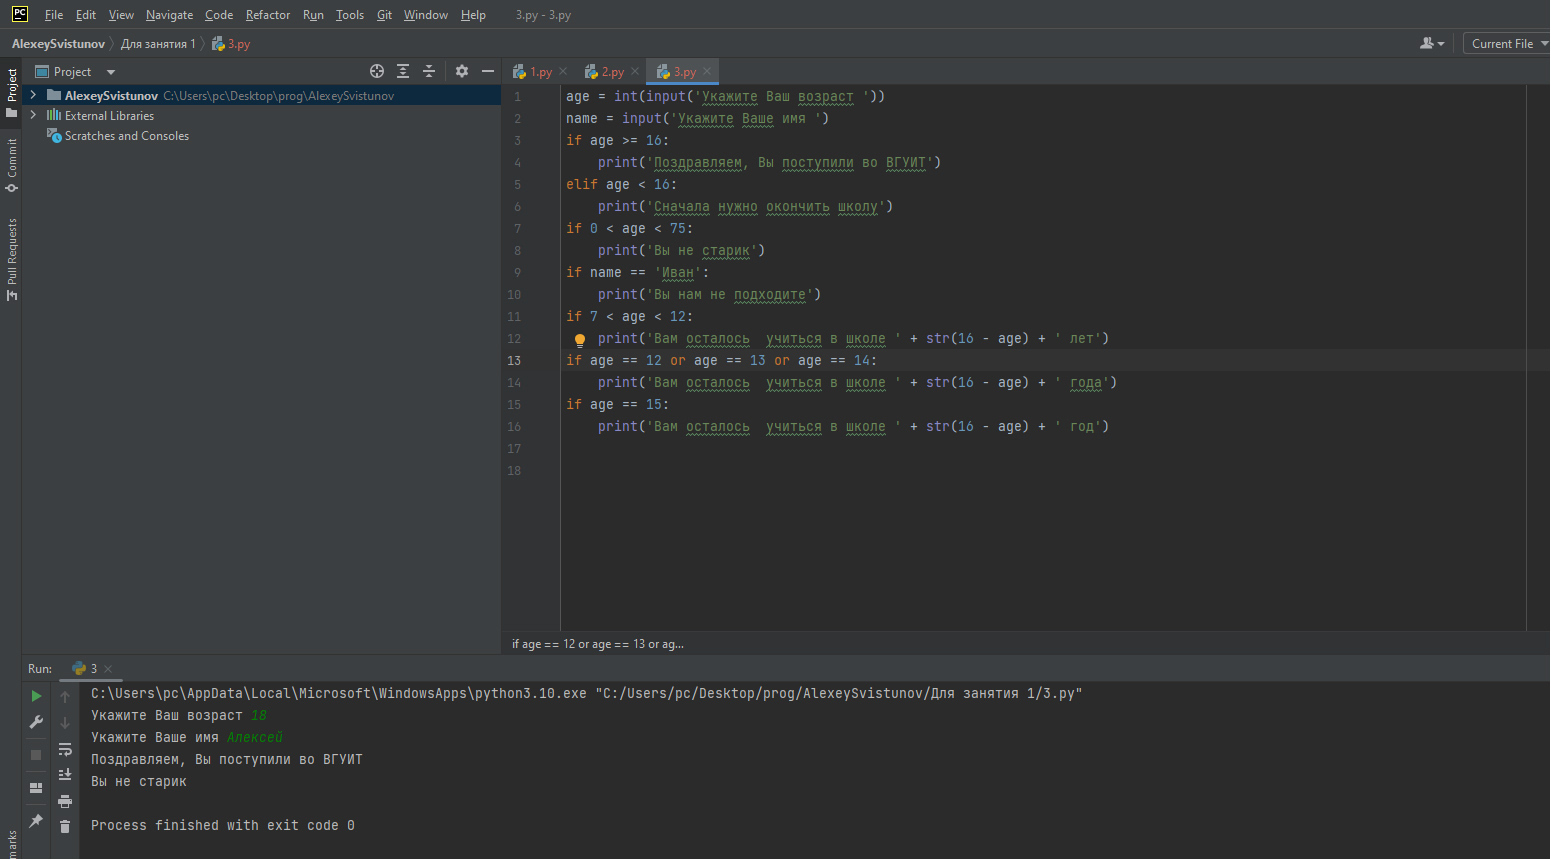 PC File Edit View Navigate Code Refactor Run Tools Git Window Help 3.py - 3.py
AlexeySvistunov Для занятия 1 3.py Current File
Project Project 1.py 2.py 3.py
AlexeySvistunov C:\Users\pc\Desktop\prog\AlexeySvistunov
External Libraries
Scratches and Consoles
Commit
Pull Requests
1 age = int(input('Укажите Ваш возраст '))
2 name = input('Укажите Ваше имя ')
3 if age >= 16:
4     print('Поздравляем, Вы поступили во ВГУИТ')
5 elif age < 16:
6     print('Сначала нужно окончить школу')
7 if 0 < age < 75:
8     print('Вы не старик')
9 if name == 'Иван':
10     print('Вы нам не подходите')
11 if 7 < age < 12:
12     print('Вам осталось  учиться в школе ' + str(16 - age) + ' лет')
13 if age == 12 or age == 13 or age == 14:
14     print('Вам осталось  учиться в школе ' + str(16 - age) + ' года')
15 if age == 15:
16     print('Вам осталось  учиться в школе ' + str(16 - age) + ' год')
17
18
if age == 12 or age == 13 or ag...
Run: 3
C:\Users\pc\AppData\Local\Microsoft\WindowsApps\python3.10.exe "C:/Users/pc/Desktop/prog/AlexeySvistunov/Для занятия 1/3.py"
Укажите Ваш возраст 18
Укажите Ваше имя Алексей
Поздравляем, Вы поступили во ВГУИТ
Вы не старик
Process finished with exit code 0
marks